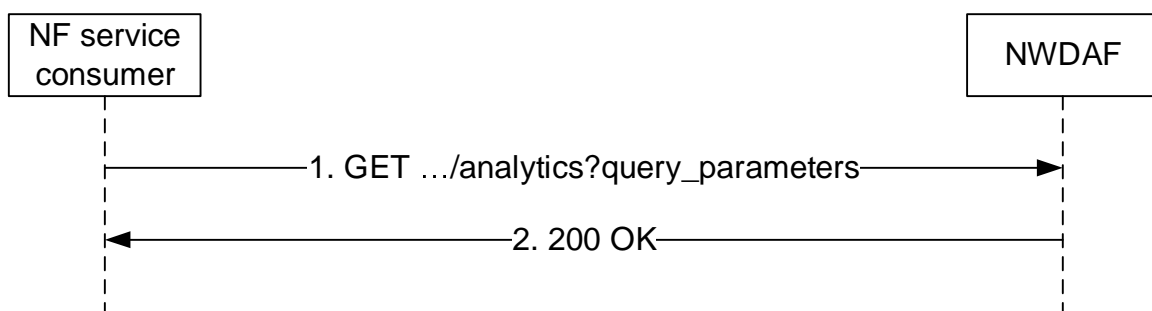 NF service
consumer
NWDAF
1. GET …/analytics?query_parameters
2. 200 OK